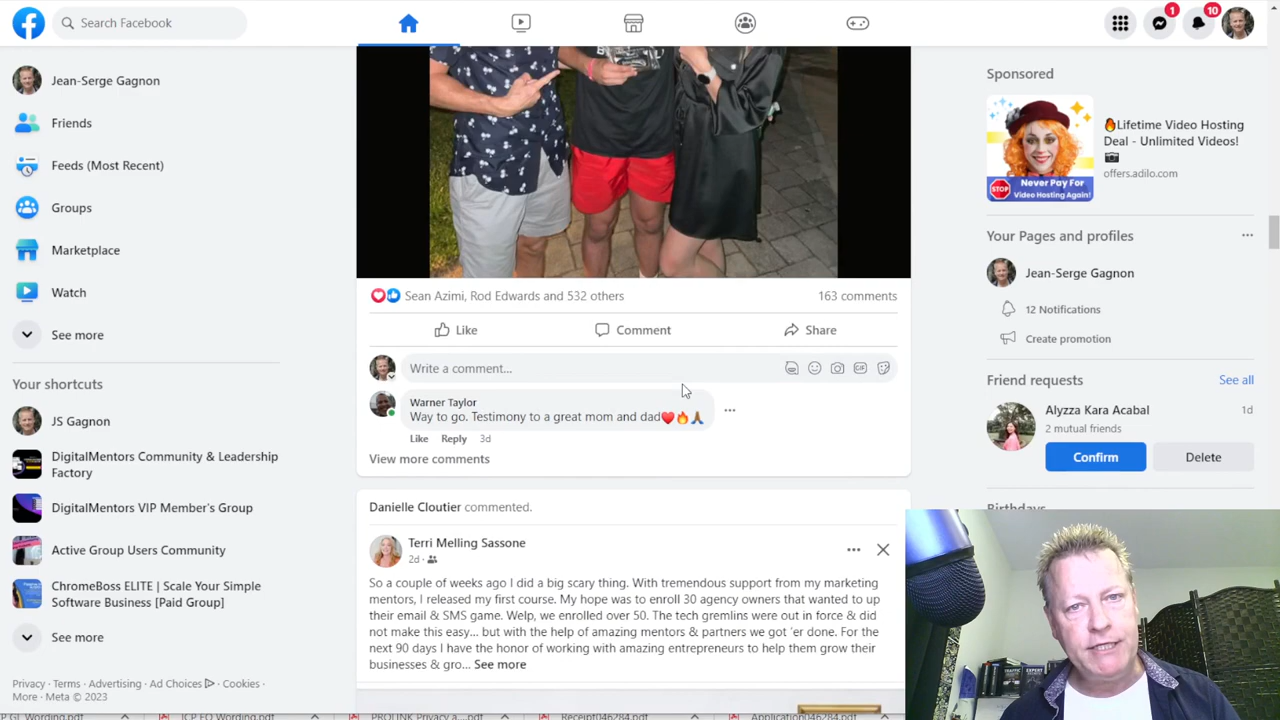 Search Facebook
1
10
Jean-Serge Gagnon
Friends
Feeds (Most Recent)
Groups
Marketplace
Watch
See more
Your shortcuts
JS Gagnon
DigitalMentors Community & Leadership
Factory
DigitalMentors VIP Member's Group
Active Group Users Community
ChromeBoss ELITE | Scale Your Simple
Software Business [Paid Group]
See more
Privacy · Terms · Advertising · Ad Choices · Cookies ·
More · Meta © 2023
Sean Azimi, Rod Edwards and 532 others
163 comments
Like
Comment
Share
Write a comment...
GIF
Warner Taylor
Way to go. Testimony to a great mom and dad❤️🔥🙏🏾
Like Reply 3d
View more comments
Danielle Cloutier commented.
Terri Melling Sassone
2d ·
So a couple of weeks ago I did a big scary thing. With tremendous support from my marketing
mentors, I released my first course. My hope was to enroll 30 agency owners that wanted to up
their email & SMS game. Welp, we enrolled over 50. The tech gremlins were out in force & did
not make this easy... but with the help of amazing mentors & partners we got 'er done. For the
next 90 days I have the honor of working with amazing entrepreneurs to help them grow their
businesses & gro... See more
Sponsored
STOP
Never Pay For
Video Hosting Again!
🔥Lifetime Video Hosting
Deal - Unlimited Videos!
📷
offers.adilo.com
Your Pages and profiles
Jean-Serge Gagnon
12 Notifications
Create promotion
Friend requests
See all
Alyzza Kara Acabal
1d
2 mutual friends
Confirm
Delete
Birthdays
TRAFFIC
EXPERT
P GL Wording.pdf
ICP EO Wording.pdf
PROLINK Privacy a....pdf
Receipt046284.pdf
Application046284.pdf